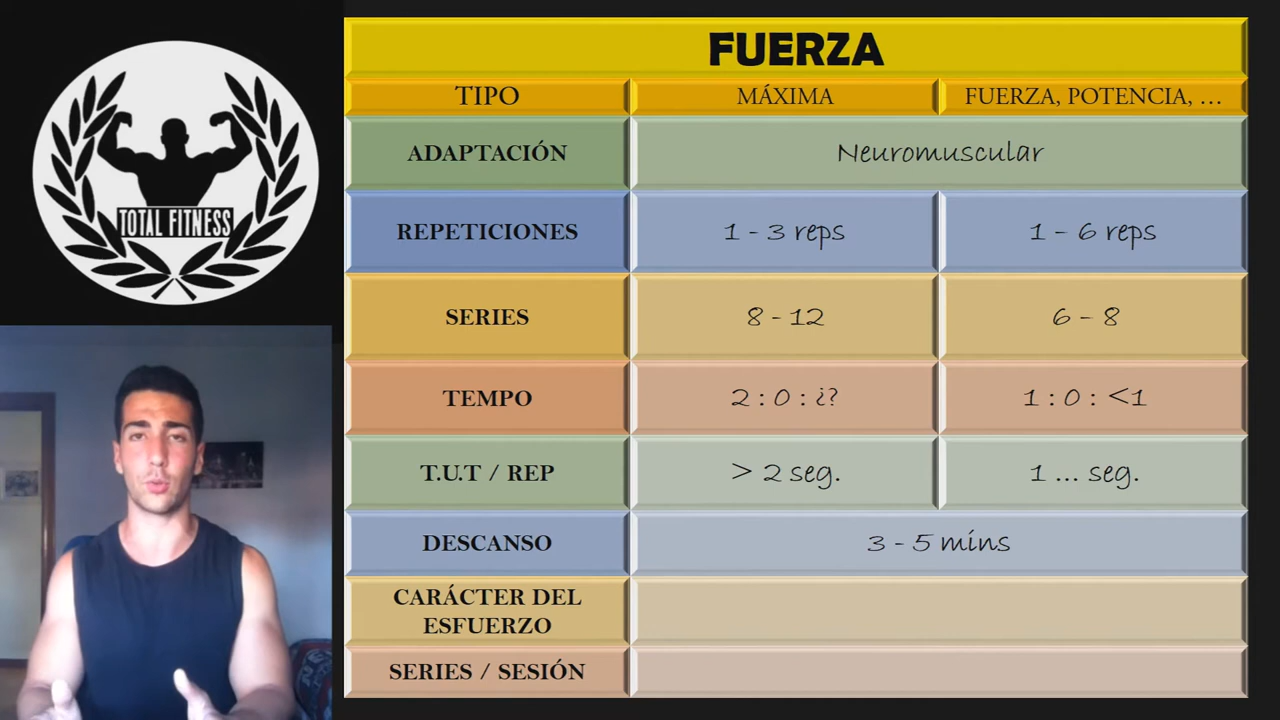 TOTAL FITNESS
FUERZA
TIPO MÁXIMA FUERZA, POTENCIA, ...
ADAPTACIÓN Neuromuscular
REPETICIONES 1 - 3 reps 1 - 6 reps
SERIES 8 - 12 6 - 8
TEMPO 2 : 0 : ¿? 1 : 0 : <1
T.U.T / REP > 2 seg. 1 ... seg.
DESCANSO 3 - 5 mins
CARÁCTER DEL
ESFUERZO
SERIES / SESIÓN